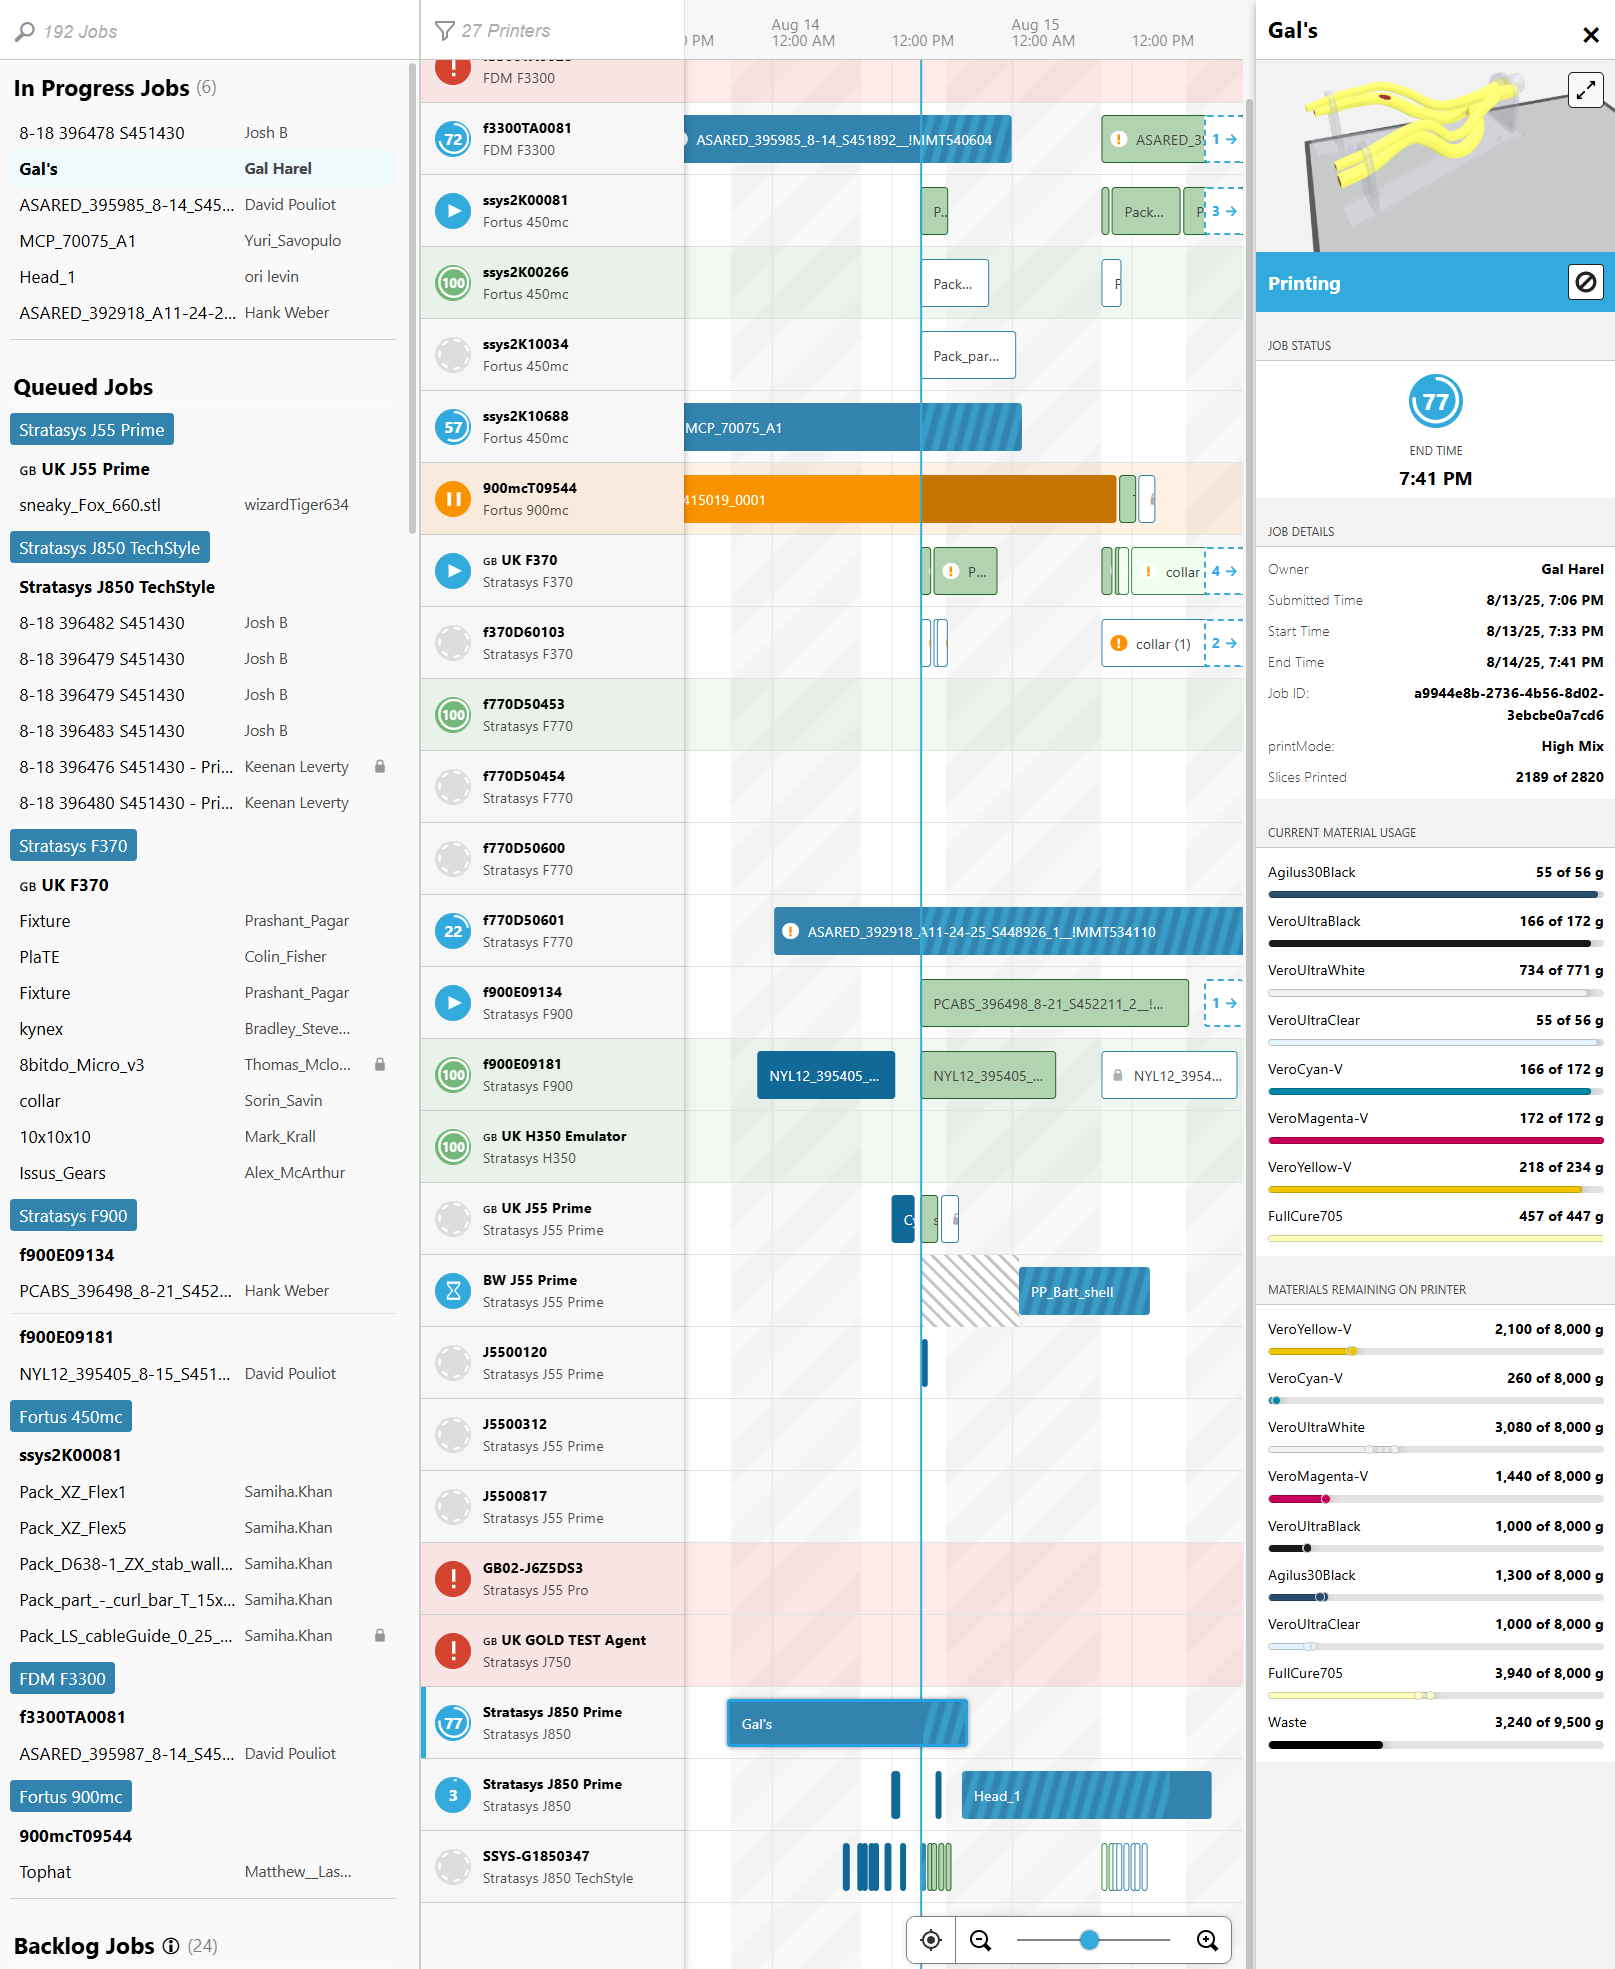 192 Jobs
In Progress Jobs (6)
8-18 396478 S451430 Josh B
Gal's Gal Harel
ASARED_395985_8-14_S45... David Pouliot
MCP_70075_A1 Yuri_Savopulo
Head_1 ori levin
ASARED_392918_A11-24-2... Hank Weber
Queued Jobs
Stratasys J55 Prime
GB UK J55 Prime
sneaky_Fox_660.stl wizardTiger634
Stratasys J850 TechStyle
Stratasys J850 TechStyle
8-18 396482 S451430 Josh B
8-18 396479 S451430 Josh B
8-18 396479 S451430 Josh B
8-18 396483 S451430 Josh B
8-18 396476 S451430 - Pri... Keenan Leverty
8-18 396480 S451430 - Pri... Keenan Leverty
Stratasys F370
GB UK F370
Fixture Prashant_Pagar
PlaTE Colin_Fisher
Fixture Prashant_Pagar
kynex Bradley_Steve...
8bitdo_Micro_v3 Thomas_Mclo...
collar Sorin_Savin
10x10x10 Mark_Krall
Issus_Gears Alex_McArthur
Stratasys F900
f900E09134
PCABS_396498_8-21_S452... Hank Weber
f900E09181
NYL12_395405_8-15_S451... David Pouliot
Fortus 450mc
ssys2K00081
Pack_XZ_Flex1 Samiha.Khan
Pack_XZ_Flex5 Samiha.Khan
Pack_D638-1_ZX_stab_wall... Samiha.Khan
Pack_part_-_curl_bar_T_15x... Samiha.Khan
Pack_LS_cableGuide_0_25_... Samiha.Khan
FDM F3300
f3300TA0081
ASARED_395987_8-14_S45... David Pouliot
Fortus 900mc
900mcT09544
Tophat Matthew__Las...
Backlog Jobs (24)
27 Printers
PM
Aug 14
12:00 AM
12:00 PM
Aug 15
12:00 AM
12:00 PM
FDM F3300
72
f3300TA0081
FDM F3300
ASARED_395985_8-14_S451892__!MMT540604
ASARED_39
1 →
ssys2K00081
Fortus 450mc
P..
Pack...
P
3 →
100
ssys2K00266
Fortus 450mc
Pack...
P
ssys2K10034
Fortus 450mc
Pack_par...
57
ssys2K10688
Fortus 450mc
MCP_70075_A1
900mcT09544
Fortus 900mc
415019_0001
GB UK F370
Stratasys F370
P...
collar
4 →
f370D60103
Stratasys F370
collar (1)
2 →
100
f770D50453
Stratasys F770
f770D50454
Stratasys F770
f770D50600
Stratasys F770
22
f770D50601
Stratasys F770
ASARED_392918_A11-24-25_S448926_1__!MMT534110
f900E09134
Stratasys F900
PCABS_396498_8-21_S452211_2__!...
1 →
100
f900E09181
Stratasys F900
NYL12_395405_...
NYL12_395405_...
NYL12_3954...
100
GB UK H350 Emulator
Stratasys H350
GB UK J55 Prime
Stratasys J55 Prime
Cy
s
BW J55 Prime
Stratasys J55 Prime
PP_Batt_shell
J5500120
Stratasys J55 Prime
J5500312
Stratasys J55 Prime
J5500817
Stratasys J55 Prime
GB02-J6Z5DS3
Stratasys J55 Pro
GB UK GOLD TEST Agent
Stratasys J750
77
Stratasys J850 Prime
Stratasys J850
Gal's
3
Stratasys J850 Prime
Stratasys J850
Head_1
SSYS-G1850347
Stratasys J850 TechStyle
Gal's
Printing
JOB STATUS
77
END TIME
7:41 PM
JOB DETAILS
Owner Gal Harel
Submitted Time 8/13/25, 7:06 PM
Start Time 8/13/25, 7:33 PM
End Time 8/14/25, 7:41 PM
Job ID: a9944e8b-2736-4b56-8d02-
3ebcbe0a7cd6
printMode: High Mix
Slices Printed 2189 of 2820
CURRENT MATERIAL USAGE
Agilus30Black 55 of 56 g
VeroUltraBlack 166 of 172 g
VeroUltraWhite 734 of 771 g
VeroUltraClear 55 of 56 g
VeroCyan-V 166 of 172 g
VeroMagenta-V 172 of 172 g
VeroYellow-V 218 of 234 g
FullCure705 457 of 447 g
MATERIALS REMAINING ON PRINTER
VeroYellow-V 2,100 of 8,000 g
VeroCyan-V 260 of 8,000 g
VeroUltraWhite 3,080 of 8,000 g
VeroMagenta-V 1,440 of 8,000 g
VeroUltraBlack 1,000 of 8,000 g
Agilus30Black 1,300 of 8,000 g
VeroUltraClear 1,000 of 8,000 g
FullCure705 3,940 of 8,000 g
Waste 3,240 of 9,500 g